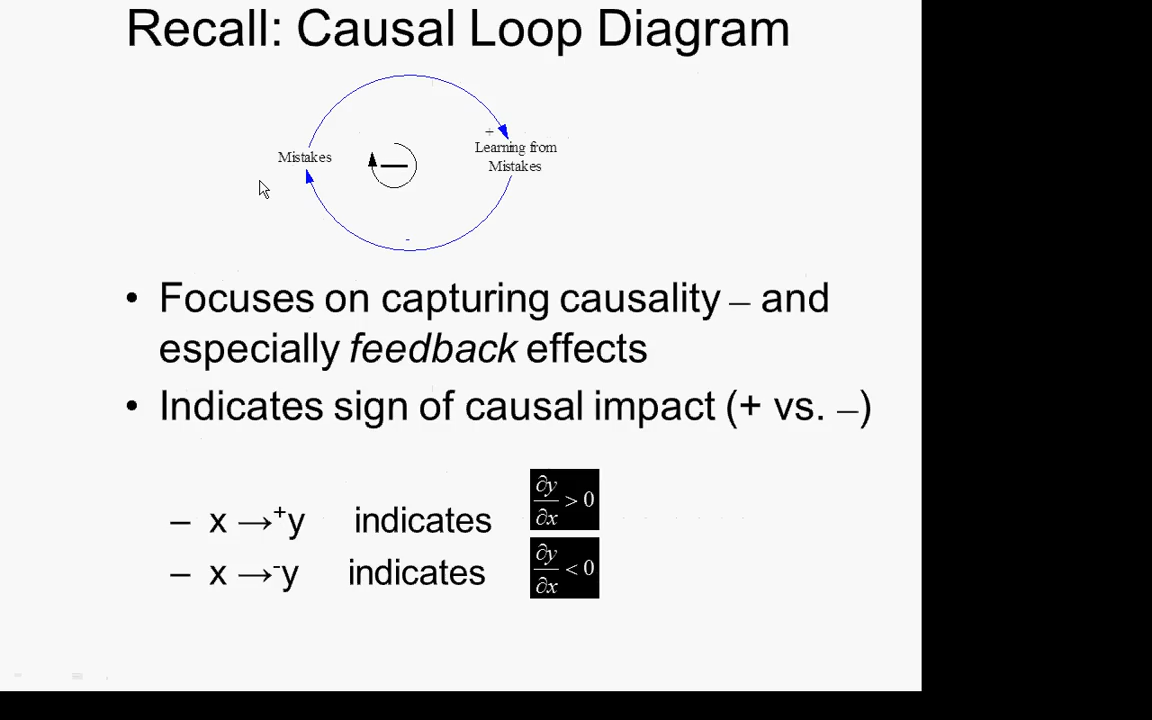 Recall: Causal Loop Diagram
+
Mistakes
Learning from
Mistakes
—
-
• Focuses on capturing causality – and
especially feedback effects
• Indicates sign of causal impact (+ vs. –)
– x →⁺y indicates ∂y/∂x > 0
– x →⁻y indicates ∂y/∂x < 0